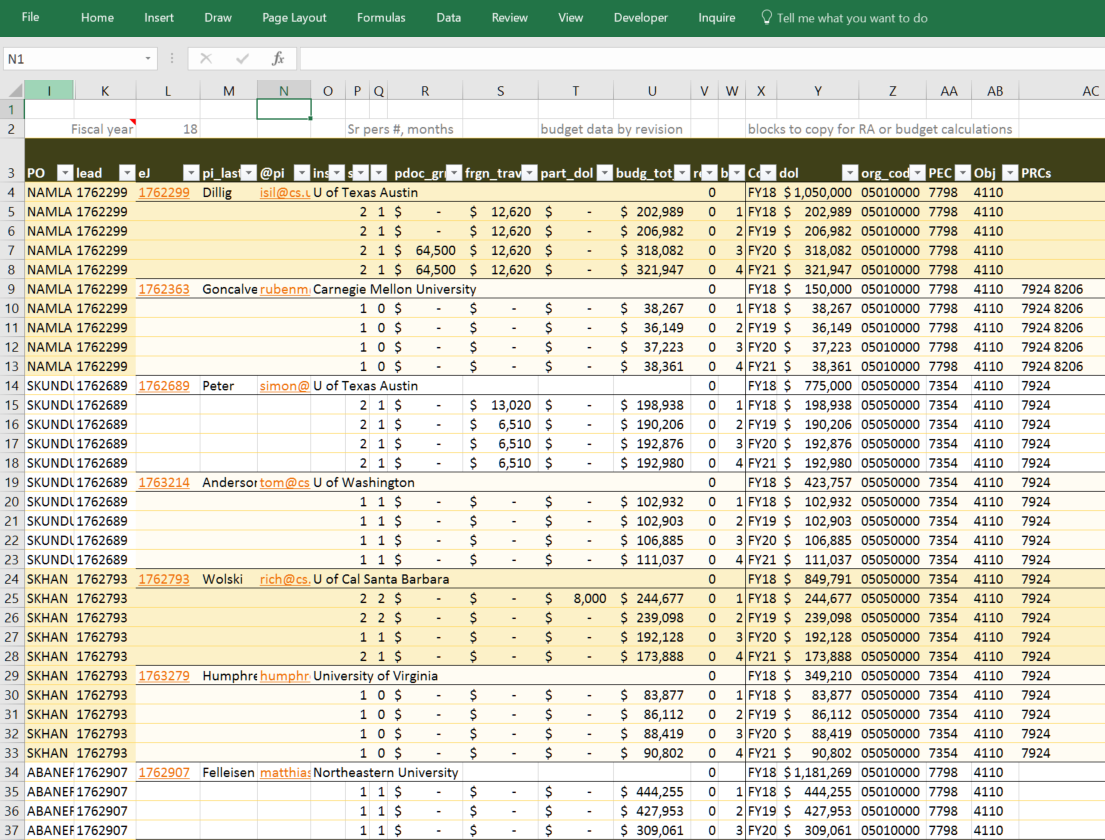 File Home Insert Draw Page Layout Formulas Data Review View Developer Inquire Tell me what you want to do
N1 fx
I K L M N O P Q R S T U V W X Y Z AA AB AC
1
2 Fiscal year 18 Sr pers #, months budget data by revision blocks to copy for RA or budget calculations
3 PO lead eJ pi_last @pi ins s pdoc_gr frgn_trav part_dol budg_tot r b Co dol org_cod PEC Obj PRCs
4 NAMLA 1762299 1762299 Dillig isil@cs.u U of Texas Austin 0 FY18 $1,050,000 05010000 7798 4110
5 NAMLA 1762299 2 1 $ - $ 12,620 $ - $ 202,989 0 1 FY18 $ 202,989 05010000 7798 4110
6 NAMLA 1762299 2 1 $ - $ 12,620 $ - $ 206,982 0 2 FY19 $ 206,982 05010000 7798 4110
7 NAMLA 1762299 2 1 $ 64,500 $ 12,620 $ - $ 318,082 0 3 FY20 $ 318,082 05010000 7798 4110
8 NAMLA 1762299 2 1 $ 64,500 $ 12,620 $ - $ 321,947 0 4 FY21 $ 321,947 05010000 7798 4110
9 NAMLA 1762299 1762363 Goncalve rubenm Carnegie Mellon University 0 FY18 $ 150,000 05010000 7798 4110 7924 8206
10 NAMLA 1762299 1 0 $ - $ - $ - $ 38,267 0 1 FY18 $ 38,267 05010000 7798 4110 7924 8206
11 NAMLA 1762299 1 0 $ - $ - $ - $ 36,149 0 2 FY19 $ 36,149 05010000 7798 4110 7924 8206
12 NAMLA 1762299 1 0 $ - $ - $ - $ 37,223 0 3 FY20 $ 37,223 05010000 7798 4110 7924 8206
13 NAMLA 1762299 1 0 $ - $ - $ - $ 38,361 0 4 FY21 $ 38,361 05010000 7798 4110 7924 8206
14 SKUNDU 1762689 1762689 Peter simon@ U of Texas Austin 0 FY18 $ 775,000 05050000 7354 4110 7924
15 SKUNDU 1762689 2 1 $ - $ 13,020 $ - $ 198,938 0 1 FY18 $ 198,938 05050000 7354 4110 7924
16 SKUNDU 1762689 2 1 $ - $ 6,510 $ - $ 190,206 0 2 FY19 $ 190,206 05050000 7354 4110 7924
17 SKUNDU 1762689 2 1 $ - $ 6,510 $ - $ 192,876 0 3 FY20 $ 192,876 05050000 7354 4110 7924
18 SKUNDU 1762689 2 1 $ - $ 6,510 $ - $ 192,980 0 4 FY21 $ 192,980 05050000 7354 4110 7924
19 SKUNDU 1762689 1763214 Anderson tom@cs U of Washington 0 FY18 $ 423,757 05050000 7354 4110 7924
20 SKUNDU 1762689 1 1 $ - $ - $ - $ 102,932 0 1 FY18 $ 102,932 05050000 7354 4110 7924
21 SKUNDU 1762689 1 1 $ - $ - $ - $ 102,903 0 2 FY19 $ 102,903 05050000 7354 4110 7924
22 SKUNDU 1762689 1 1 $ - $ - $ - $ 106,885 0 3 FY20 $ 106,885 05050000 7354 4110 7924
23 SKUNDU 1762689 1 1 $ - $ - $ - $ 111,037 0 4 FY21 $ 111,037 05050000 7354 4110 7924
24 SKHAN 1762793 1762793 Wolski rich@cs. U of Cal Santa Barbara 0 FY18 $ 849,791 05050000 7354 4110 7924
25 SKHAN 1762793 2 2 $ - $ - $ 8,000 $ 244,677 0 1 FY18 $ 244,677 05050000 7354 4110 7924
26 SKHAN 1762793 2 2 $ - $ - $ - $ 239,098 0 2 FY19 $ 239,098 05050000 7354 4110 7924
27 SKHAN 1762793 1 1 $ - $ - $ - $ 192,128 0 3 FY20 $ 192,128 05050000 7354 4110 7924
28 SKHAN 1762793 2 1 $ - $ - $ - $ 173,888 0 4 FY21 $ 173,888 05050000 7354 4110 7924
29 SKHAN 1762793 1763279 Humphre humphr University of Virginia 0 FY18 $ 349,210 05050000 7354 4110 7924
30 SKHAN 1762793 1 0 $ - $ - $ - $ 83,877 0 1 FY18 $ 83,877 05050000 7354 4110 7924
31 SKHAN 1762793 1 0 $ - $ - $ - $ 86,112 0 2 FY19 $ 86,112 05050000 7354 4110 7924
32 SKHAN 1762793 1 0 $ - $ - $ - $ 88,419 0 3 FY20 $ 88,419 05050000 7354 4110 7924
33 SKHAN 1762793 1 0 $ - $ - $ - $ 90,802 0 4 FY21 $ 90,802 05050000 7354 4110 7924
34 ABANER 1762907 1762907 Felleisen matthias Northeastern University 0 FY18 $1,181,269 05010000 7798 4110
35 ABANER 1762907 1 1 $ - $ - $ - $ 444,255 0 1 FY18 $ 444,255 05010000 7798 4110
36 ABANER 1762907 1 1 $ - $ - $ - $ 427,953 0 2 FY19 $ 427,953 05010000 7798 4110
37 ABANER 1762907 1 1 $ - $ - $ - $ 309,061 0 3 FY20 $ 309,061 05010000 7798 4110